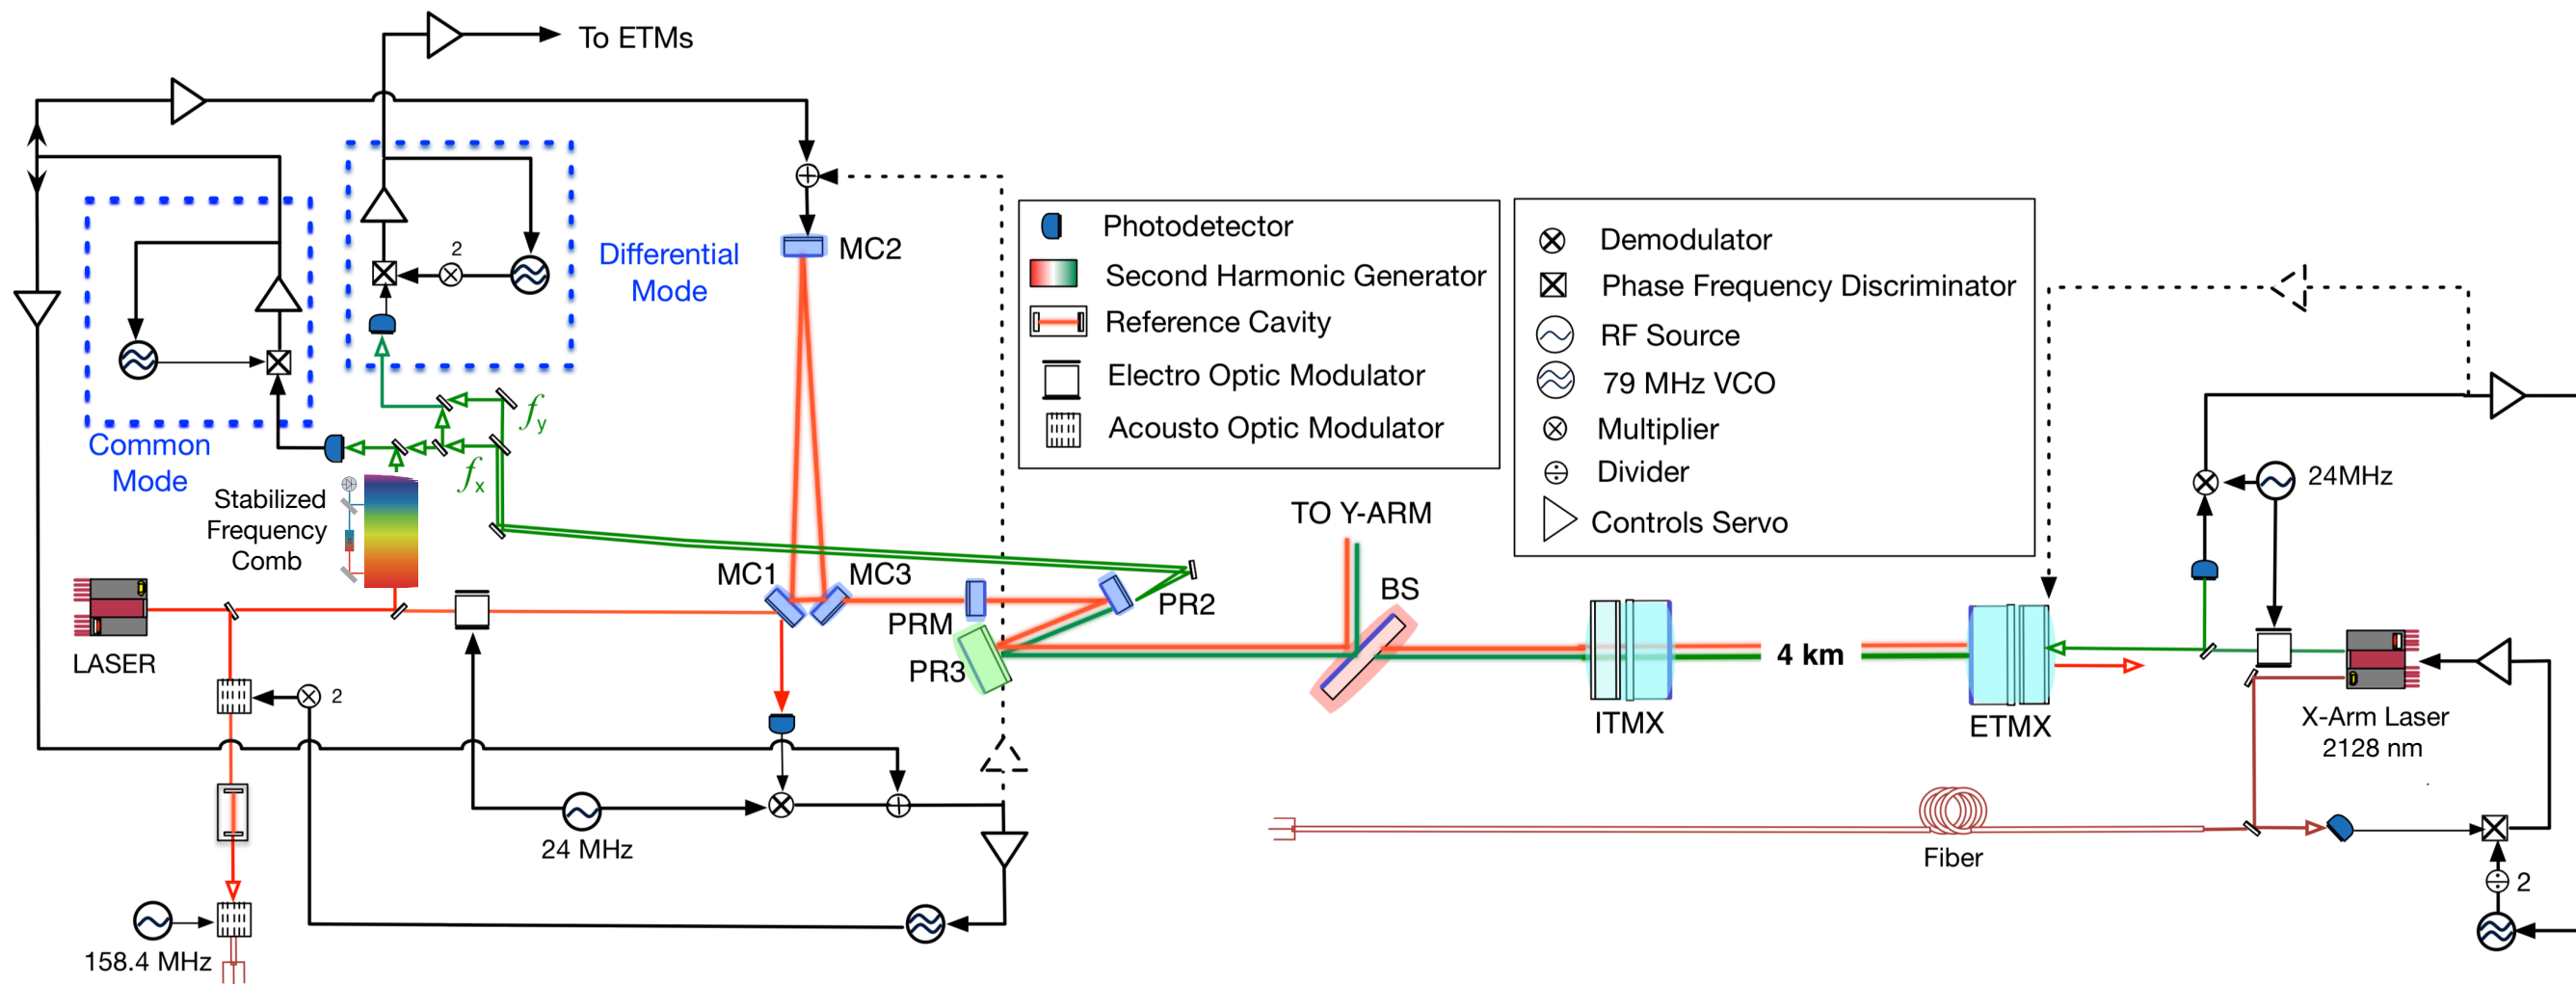 To ETMs
MC2
Differential
Mode
2
Common
Mode
f_y
f_x
Stabilized
Frequency
Comb
LASER
MC1
MC3
PRM
PR2
PR3
2
24 MHz
158.4 MHz
Photodetector
Second Harmonic Generator
Reference Cavity
Electro Optic Modulator
Acousto Optic Modulator
Demodulator
Phase Frequency Discriminator
RF Source
79 MHz VCO
Multiplier
Divider
Controls Servo
TO Y-ARM
BS
ITMX
4 km
ETMX
24MHz
X-Arm Laser
2128 nm
Fiber
2